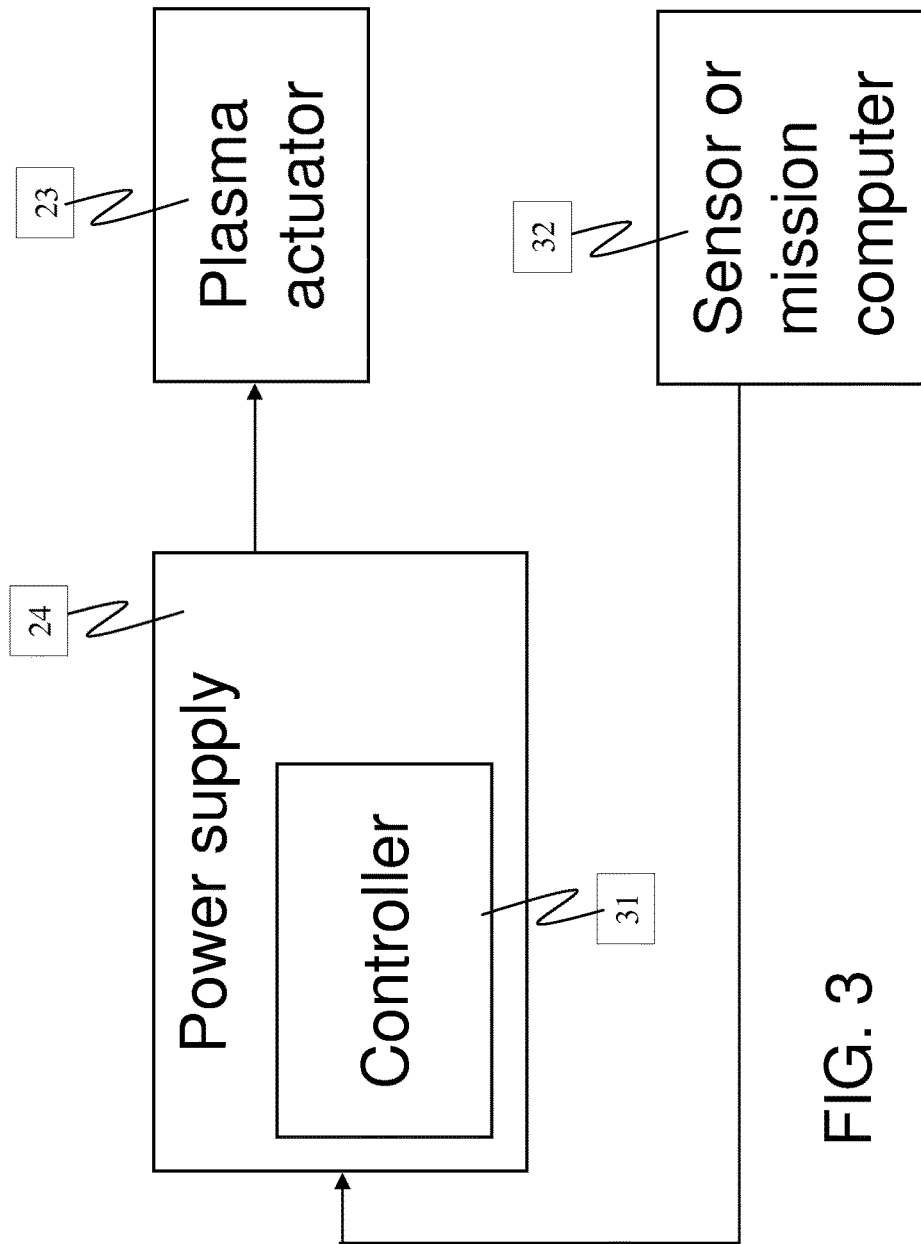 24
Power supply
Controller
31
23
Plasma
actuator
32
Sensor or
mission
computer
FIG. 3